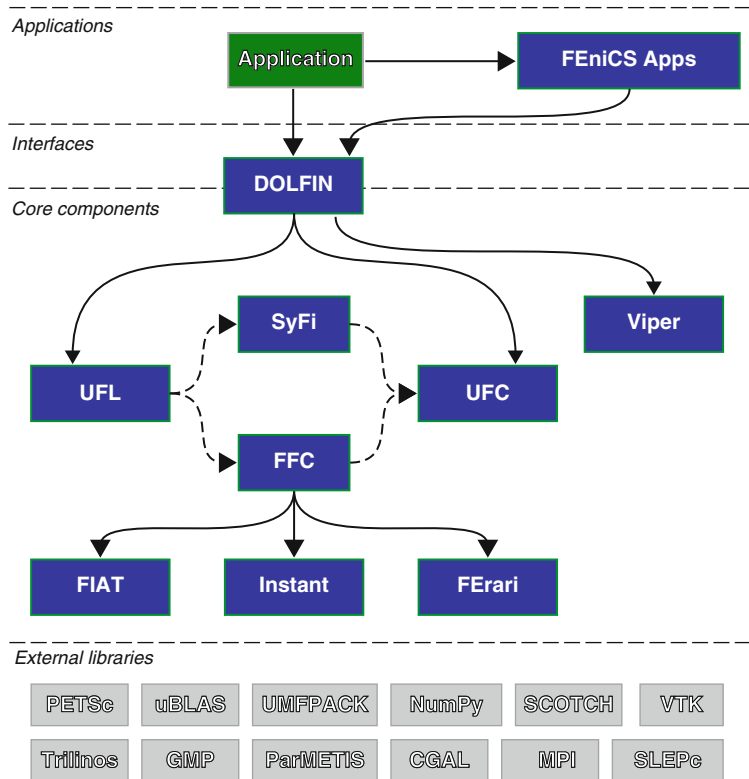 Applications
Application
FEniCS Apps
Interfaces
DOLFIN
Core components
SyFi
Viper
UFL
UFC
FFC
FIAT
Instant
FErari
External libraries
PETSc
uBLAS
UMFPACK
NumPy
SCOTCH
VTK
Trilinos
GMP
ParMETIS
CGAL
MPI
SLEPc